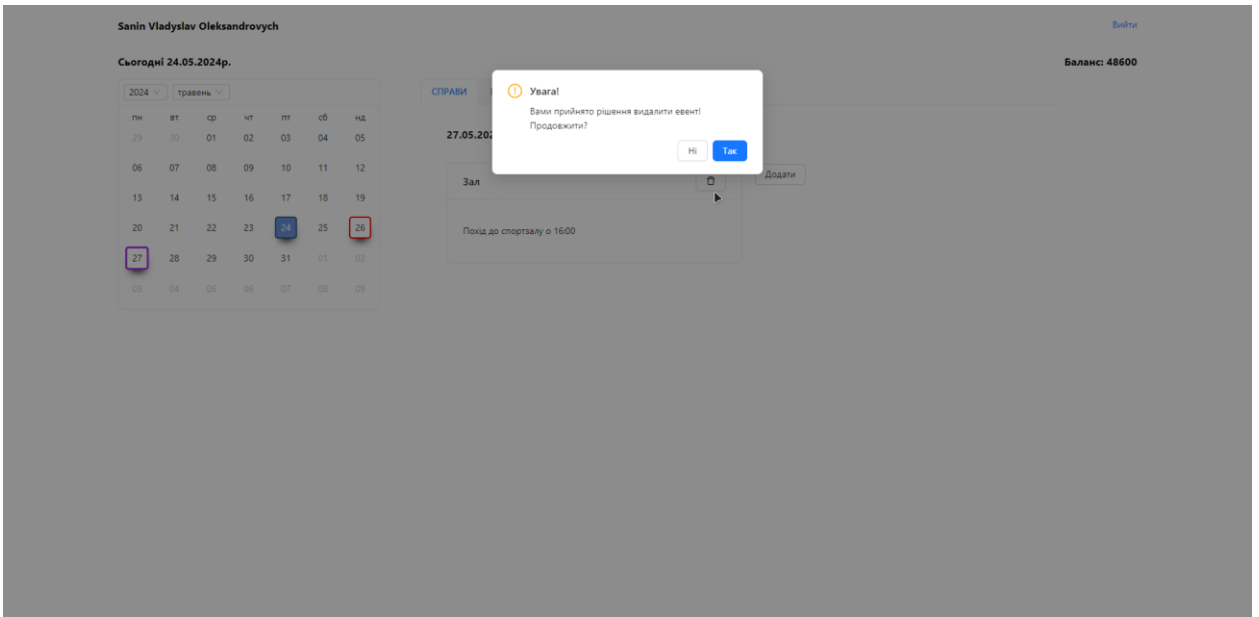 Sanin Vladyslav Oleksandrovych
Вийти
Сьогодні 24.05.2024р.
Баланс: 48600
2024 травень
пн вт ср чт пт сб нд
29 30 01 02 03 04 05
06 07 08 09 10 11 12
13 14 15 16 17 18 19
20 21 22 23 24 25 26
27 28 29 30 31 01 02
03 04 05 06 07 08 09
СПРАВИ
Увага!
Вами прийнято рішення видалити евент!
Продовжити?
Ні Так
27.05.202
Зал
Додати
Похід до спортзалу о 16:00